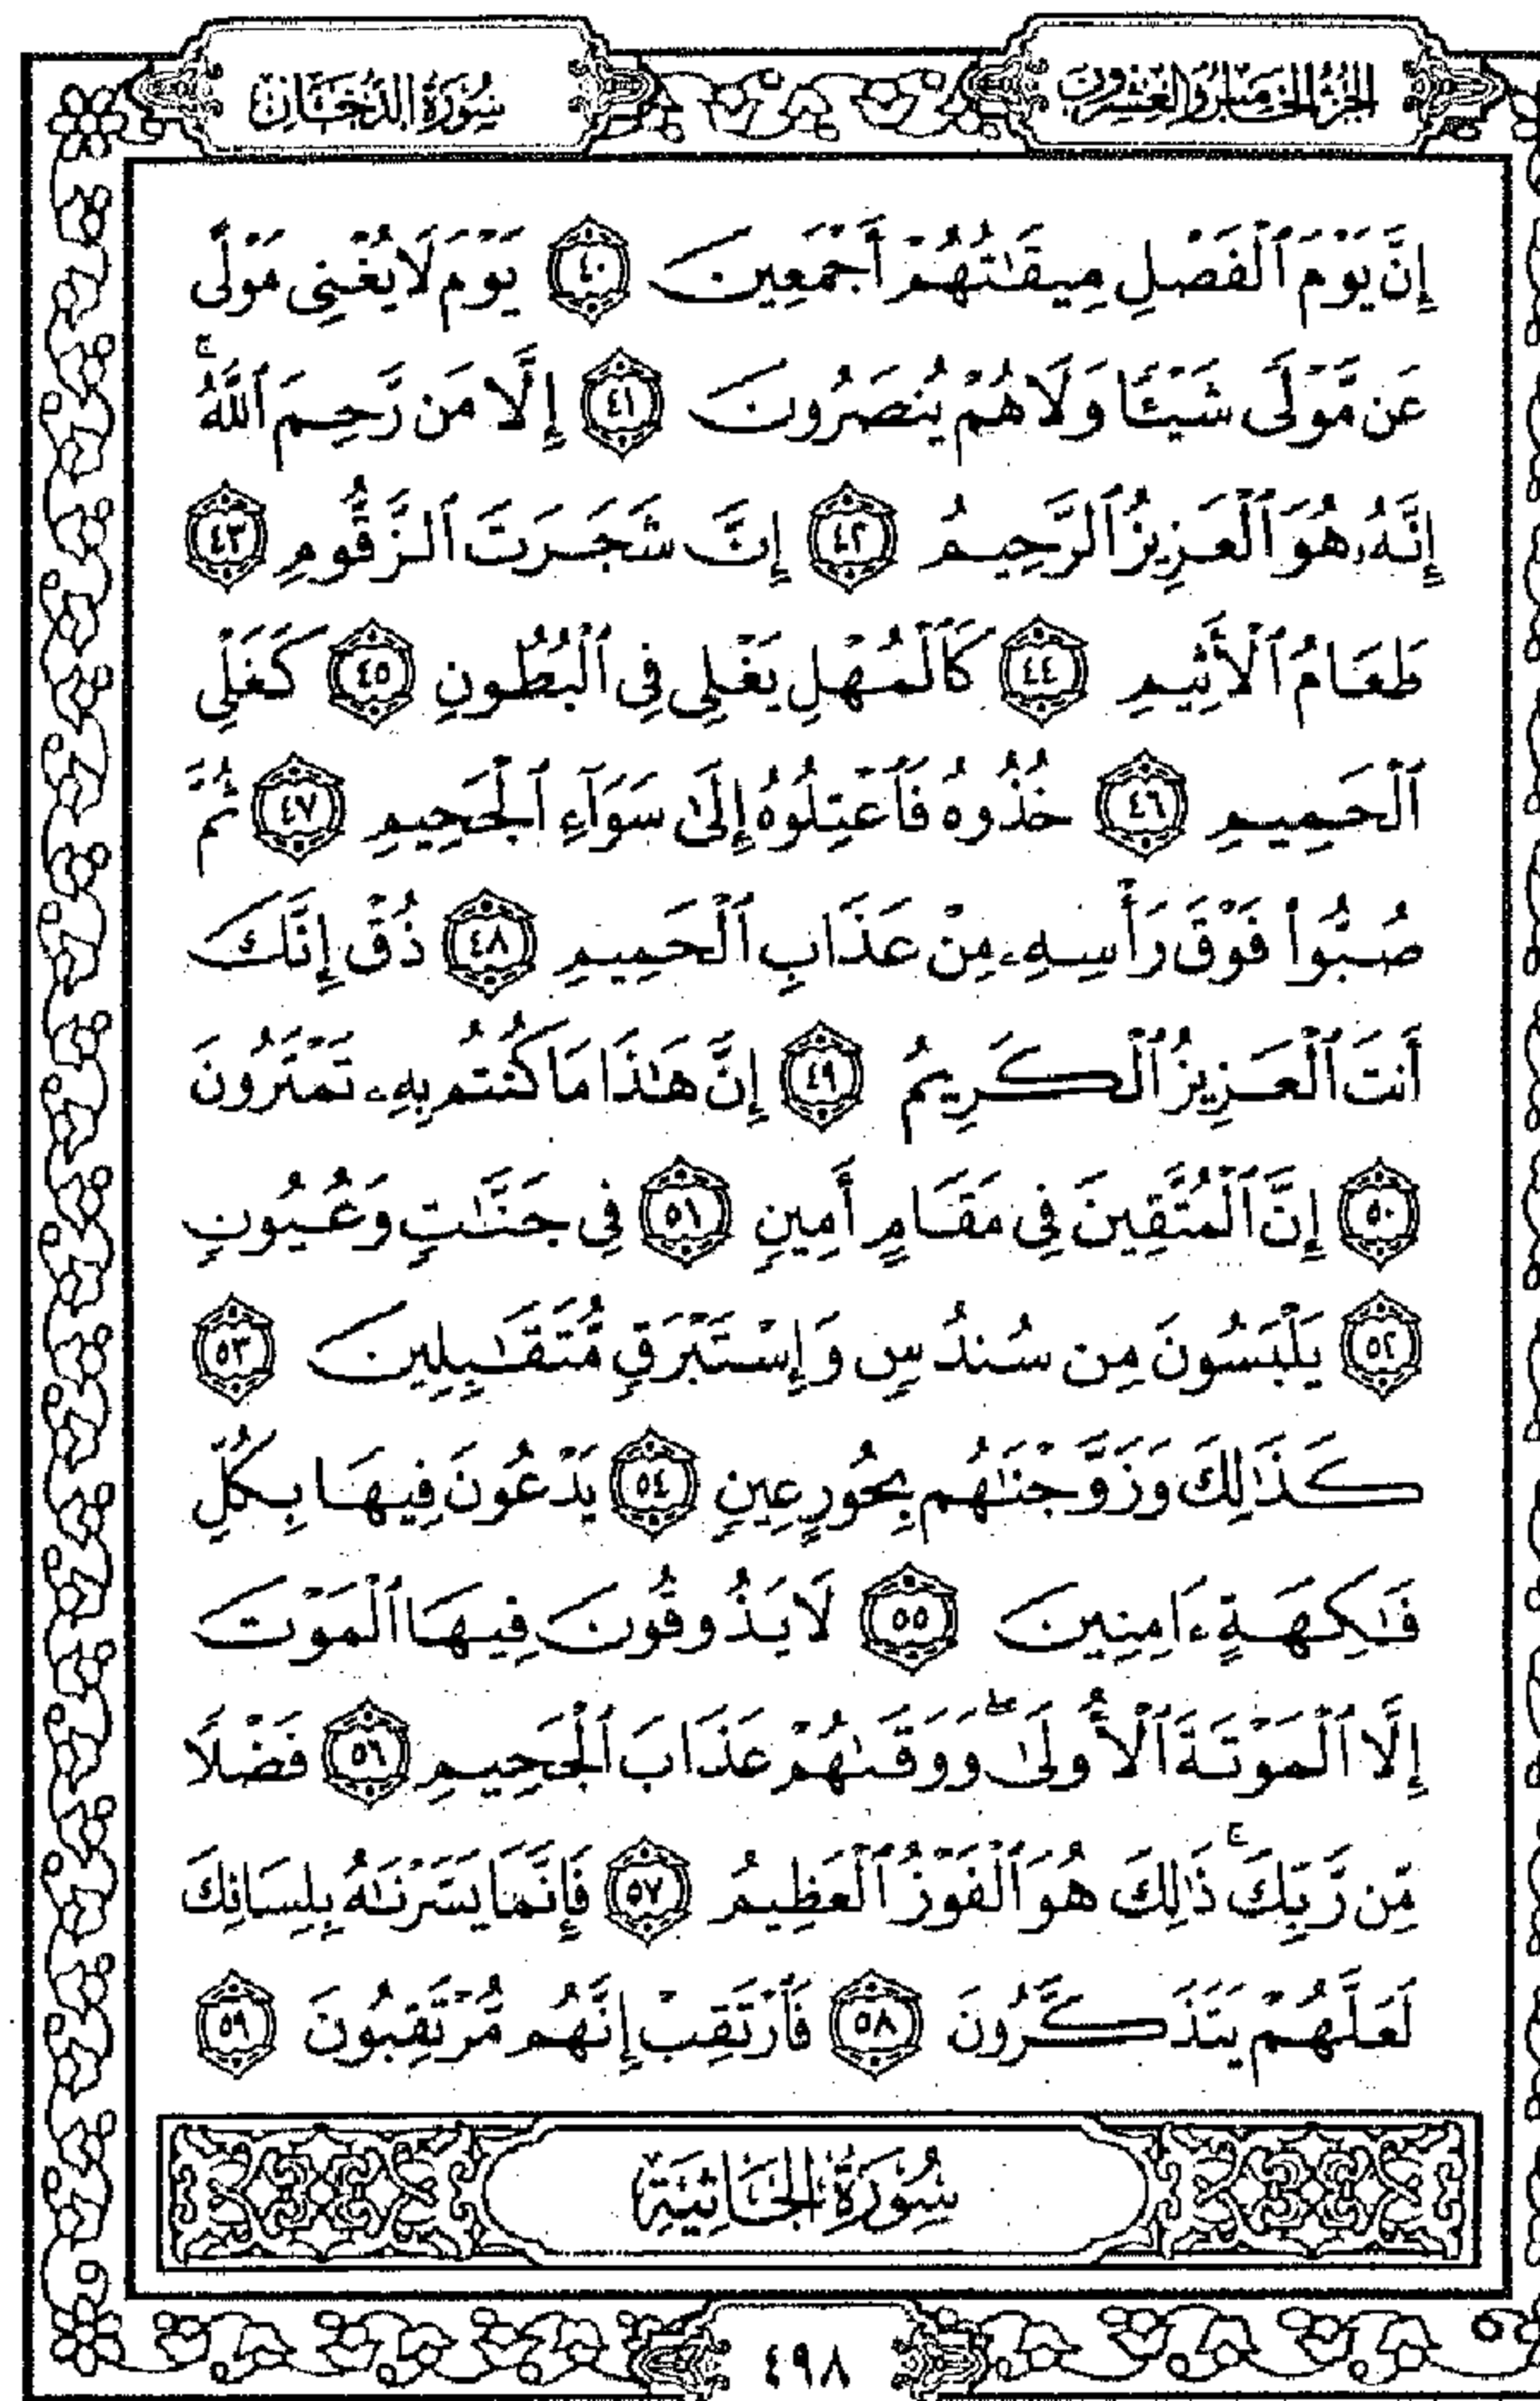 الجزء الخامس والعشرون
سورة الدخان
إِنَّ يَوْمَ ٱلْفَصْلِ مِيقَـٰتُهُمْ أَجْمَعِينَ ٤٠ يَوْمَ لَا يُغْنِى مَوْلًى
عَن مَّوْلًى شَيْـًٔا وَلَا هُمْ يُنصَرُونَ ٤١ إِلَّا مَن رَّحِمَ ٱللَّهُ ۚ
إِنَّهُۥ هُوَ ٱلْعَزِيزُ ٱلرَّحِيمُ ٤٢ إِنَّ شَجَرَتَ ٱلزَّقُّومِ ٤٣
طَعَامُ ٱلْأَثِيمِ ٤٤ كَٱلْمُهْلِ يَغْلِى فِى ٱلْبُطُونِ ٤٥ كَغَلْىِ
ٱلْحَمِيمِ ٤٦ خُذُوهُ فَٱعْتِلُوهُ إِلَىٰ سَوَآءِ ٱلْجَحِيمِ ٤٧ ثُمَّ
صُبُّوا۟ فَوْقَ رَأْسِهِۦ مِنْ عَذَابِ ٱلْحَمِيمِ ٤٨ ذُقْ إِنَّكَ
أَنتَ ٱلْعَزِيزُ ٱلْكَرِيمُ ٤٩ إِنَّ هَـٰذَا مَا كُنتُم بِهِۦ تَمْتَرُونَ
٥٠ إِنَّ ٱلْمُتَّقِينَ فِى مَقَامٍ أَمِينٍ ٥١ فِى جَنَّـٰتٍ وَعُيُونٍ
٥٢ يَلْبَسُونَ مِن سُندُسٍ وَإِسْتَبْرَقٍ مُّتَقَـٰبِلِينَ ٥٣
كَذَٰلِكَ وَزَوَّجْنَـٰهُم بِحُورٍ عِينٍ ٥٤ يَدْعُونَ فِيهَا بِكُلِّ
فَـٰكِهَةٍ ءَامِنِينَ ٥٥ لَا يَذُوقُونَ فِيهَا ٱلْمَوْتَ
إِلَّا ٱلْمَوْتَةَ ٱلْأُولَىٰ ۖ وَوَقَىٰهُمْ عَذَابَ ٱلْجَحِيمِ ٥٦ فَضْلًا
مِّن رَّبِّكَ ۚ ذَٰلِكَ هُوَ ٱلْفَوْزُ ٱلْعَظِيمُ ٥٧ فَإِنَّمَا يَسَّرْنَـٰهُ بِلِسَانِكَ
لَعَلَّهُمْ يَتَذَكَّرُونَ ٥٨ فَٱرْتَقِبْ إِنَّهُم مُّرْتَقِبُونَ ٥٩
سُورَةُ الجَاثِيَةِ
٤٩٨